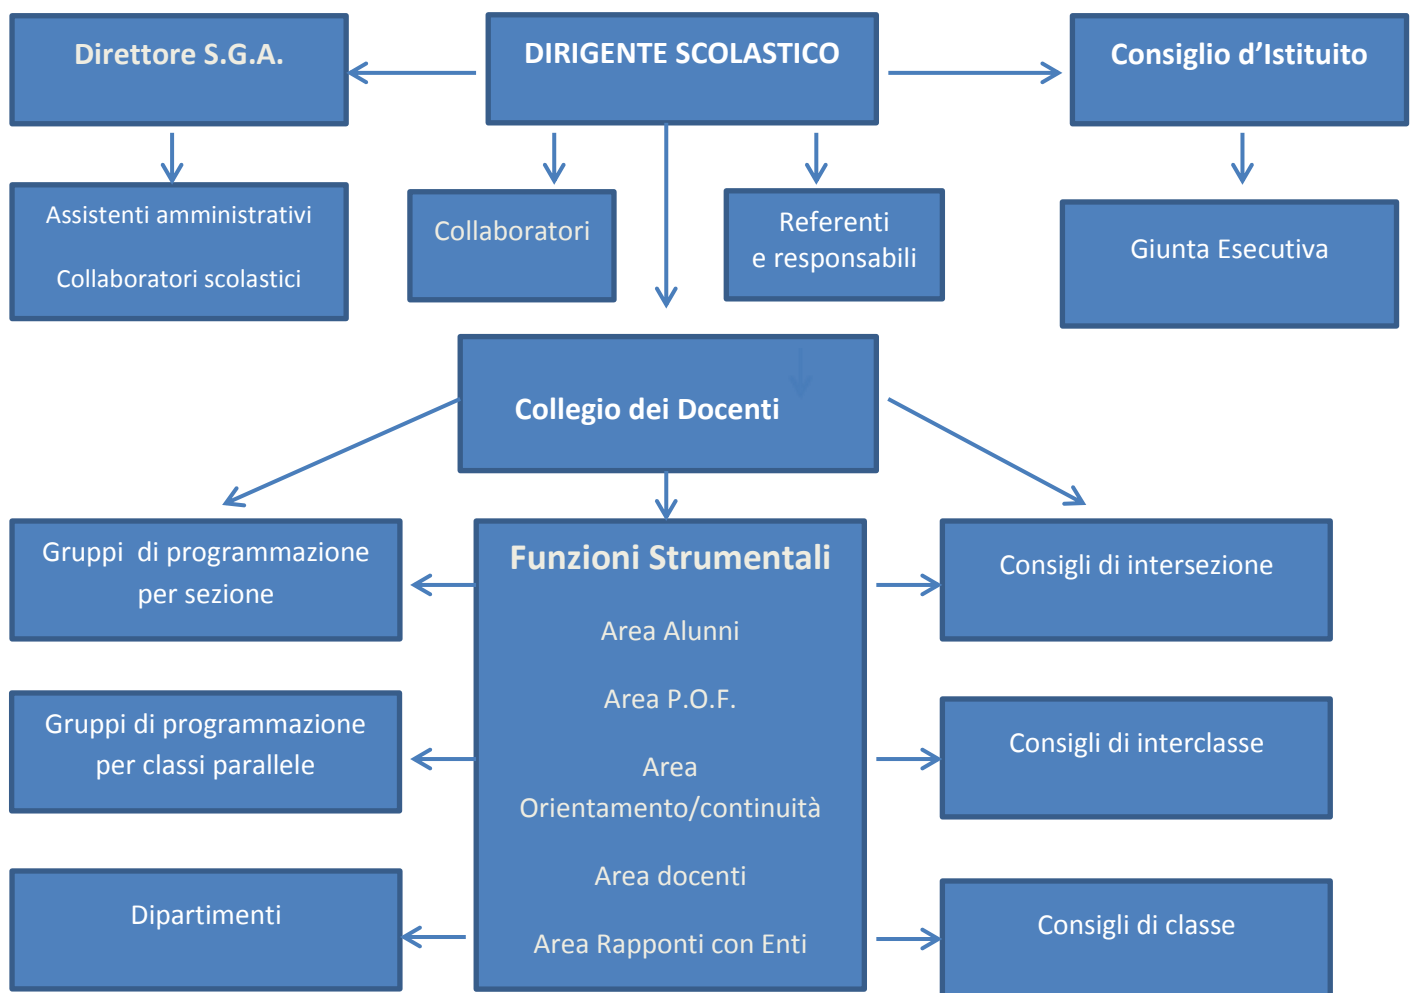 Direttore S.G.A.
DIRIGENTE SCOLASTICO
Consiglio d’Istituito
Assistenti amministrativi
Collaboratori scolastici
Collaboratori
Referenti
e responsabili
Giunta Esecutiva
Collegio dei Docenti
Gruppi di programmazione
per sezione
Funzioni Strumentali
Area Alunni
Area P.O.F.
Area
Orientamento/continuità
Area docenti
Area Rapponti con Enti
Consigli di intersezione
Gruppi di programmazione
per classi parallele
Consigli di interclasse
Dipartimenti
Consigli di classe